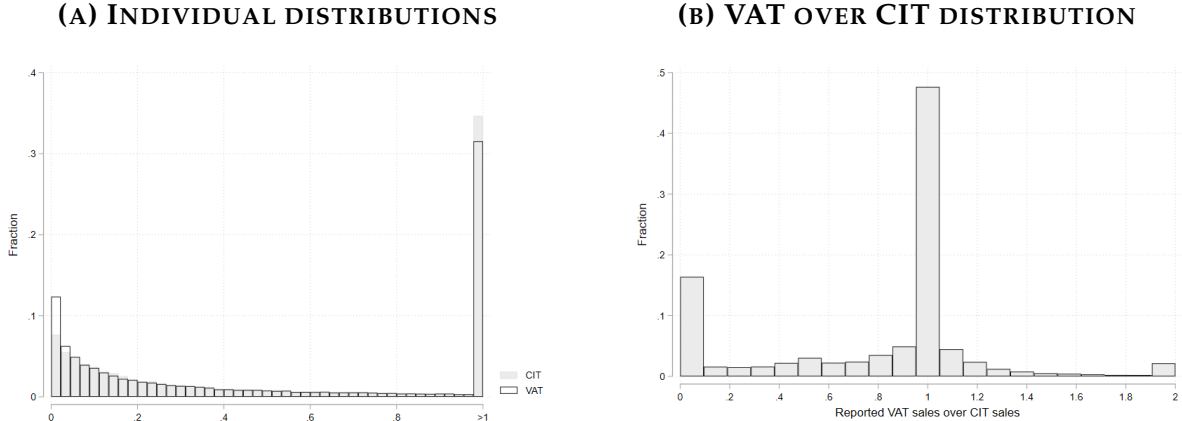 (A) INDIVIDUAL DISTRIBUTIONS
.4
.3
.2
.1
0
Fraction
0 .2 .4 .6 .8 >1
CIT
VAT
(B) VAT OVER CIT DISTRIBUTION
.5
.4
.3
.2
.1
0
Fraction
0 .2 .4 .6 .8 1 1.2 1.4 1.6 1.8 2
Reported VAT sales over CIT sales